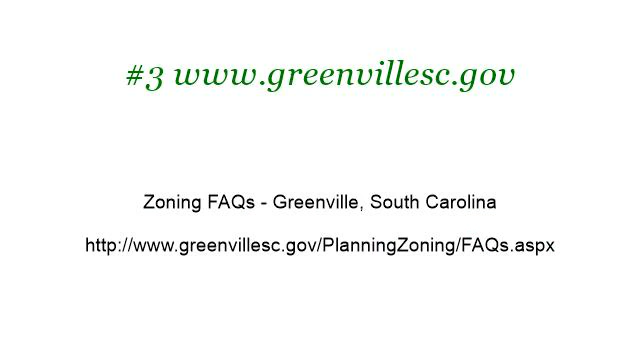 #3 www.greenvillesc.gov
Zoning FAQs - Greenville, South Carolina
http://www.greenvillesc.gov/PlanningZoning/FAQs.aspx